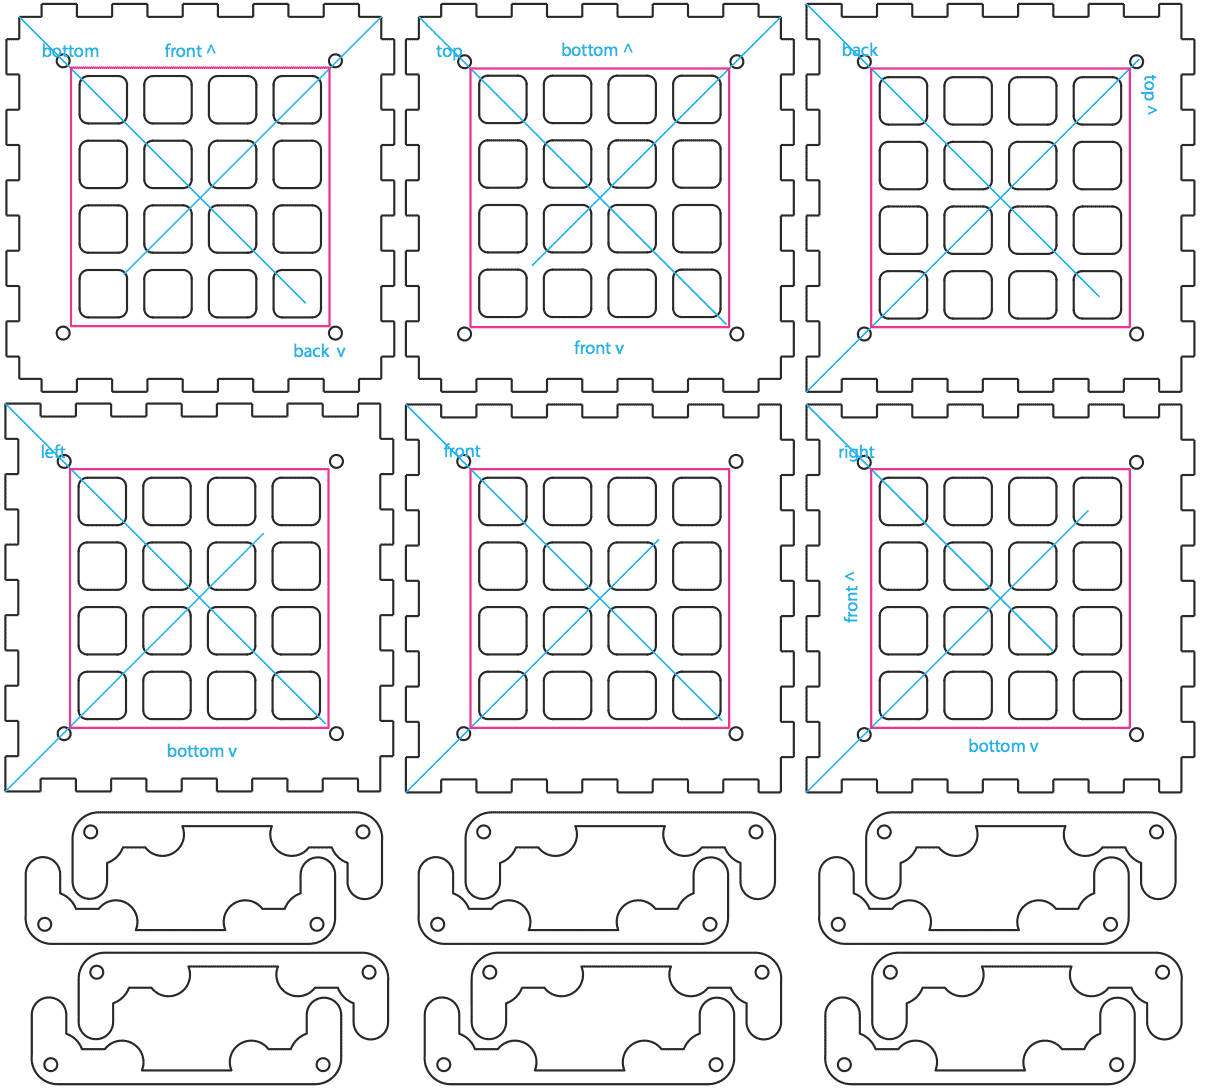 bottom
front ^
back v
top
bottom ^
front v
back
top v
left
bottom v
front
right
front ^
bottom v